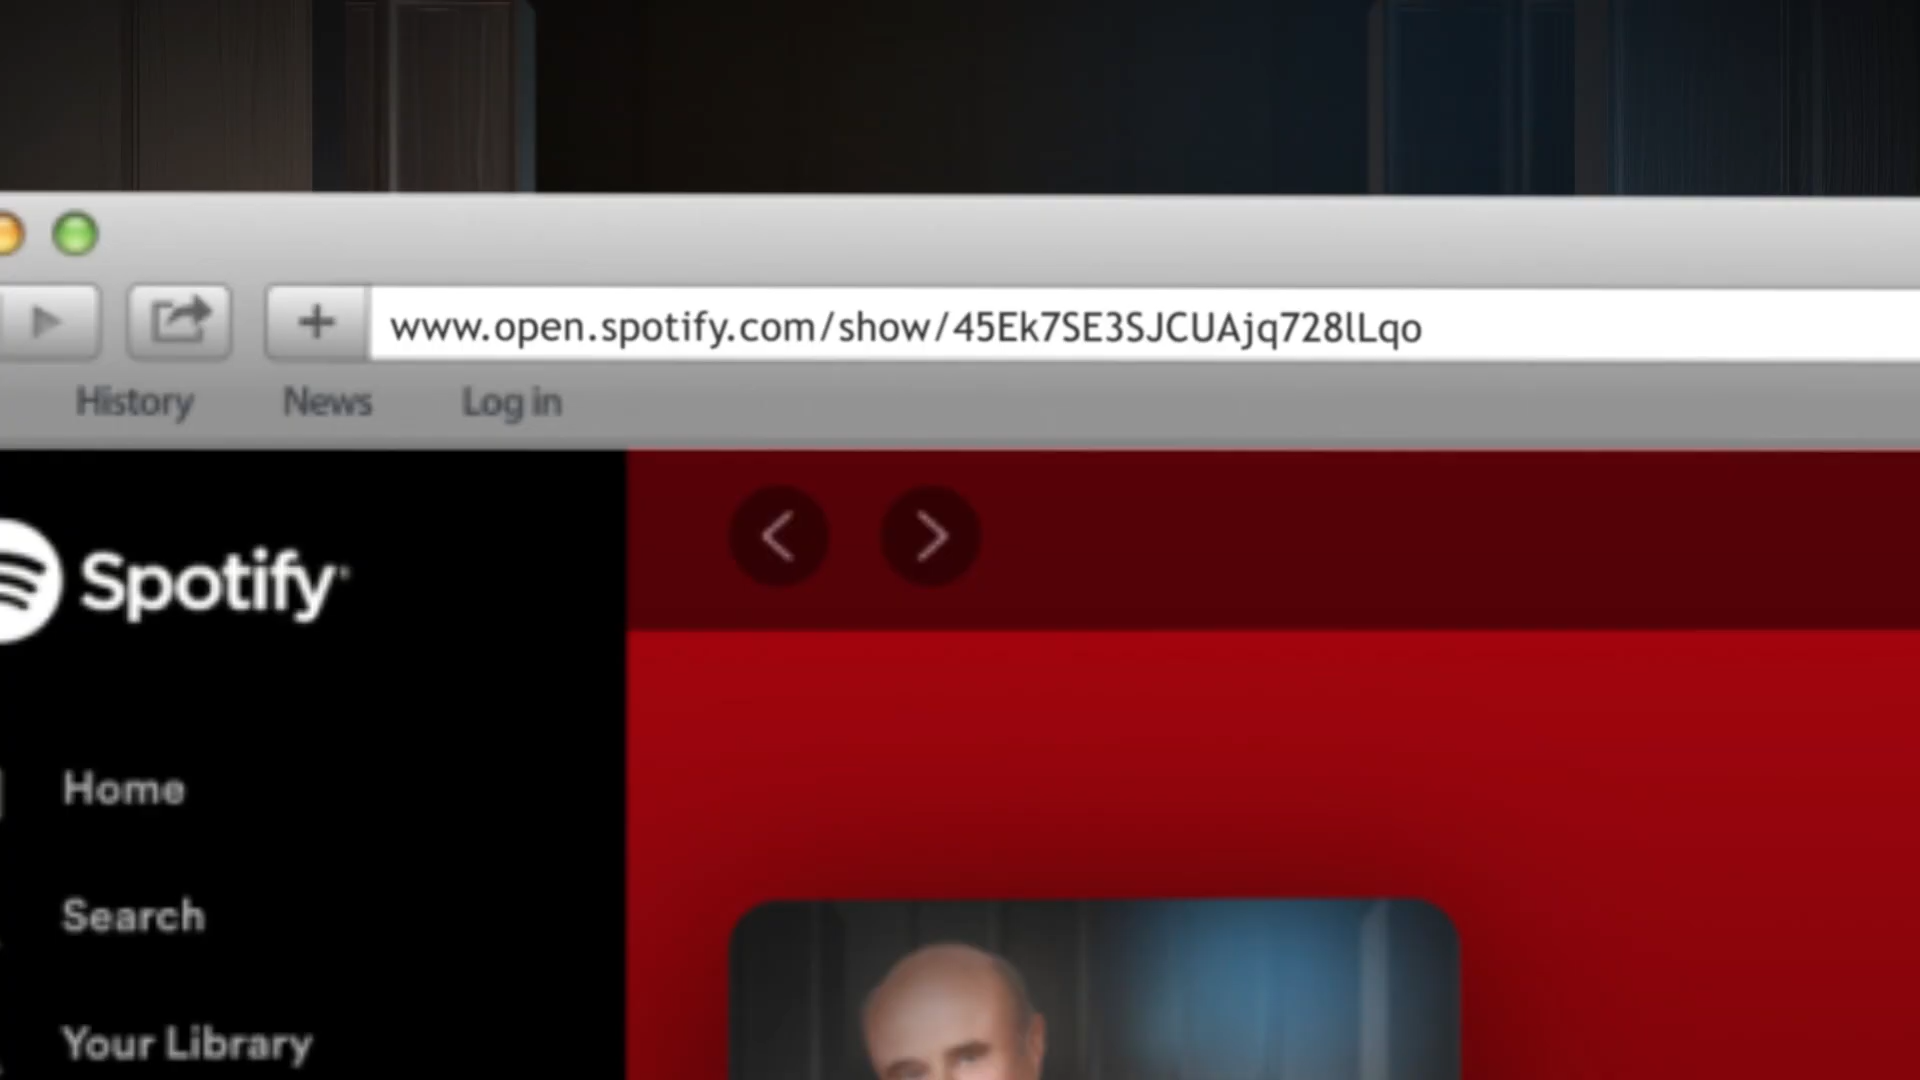 www.open.spotify.com/show/45Ek7SE3SJCUAjq728lLqo
History News Log in
Spotify
Home
Search
Your Library